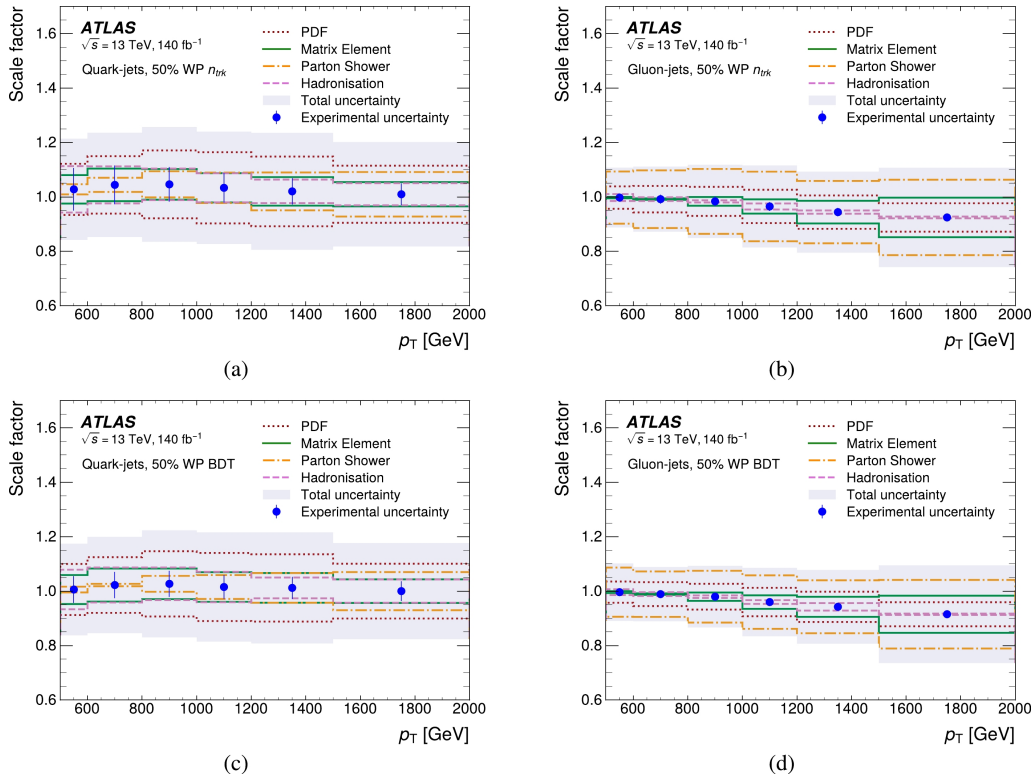 ATLAS
√s = 13 TeV, 140 fb⁻¹
Quark-jets, 50% WP n_trk
PDF
Matrix Element
Parton Shower
Hadronisation
Total uncertainty
Experimental uncertainty
Scale factor
1.6
1.4
1.2
1.0
0.8
0.6
600 800 1000 1200 1400 1600 1800 2000
p_T [GeV]
(a)
ATLAS
√s = 13 TeV, 140 fb⁻¹
Gluon-jets, 50% WP n_trk
PDF
Matrix Element
Parton Shower
Hadronisation
Total uncertainty
Experimental uncertainty
Scale factor
1.6
1.4
1.2
1.0
0.8
0.6
600 800 1000 1200 1400 1600 1800 2000
p_T [GeV]
(b)
ATLAS
√s = 13 TeV, 140 fb⁻¹
Quark-jets, 50% WP BDT
PDF
Matrix Element
Parton Shower
Hadronisation
Total uncertainty
Experimental uncertainty
Scale factor
1.6
1.4
1.2
1.0
0.8
0.6
600 800 1000 1200 1400 1600 1800 2000
p_T [GeV]
(c)
ATLAS
√s = 13 TeV, 140 fb⁻¹
Gluon-jets, 50% WP BDT
PDF
Matrix Element
Parton Shower
Hadronisation
Total uncertainty
Experimental uncertainty
Scale factor
1.6
1.4
1.2
1.0
0.8
0.6
600 800 1000 1200 1400 1600 1800 2000
p_T [GeV]
(d)